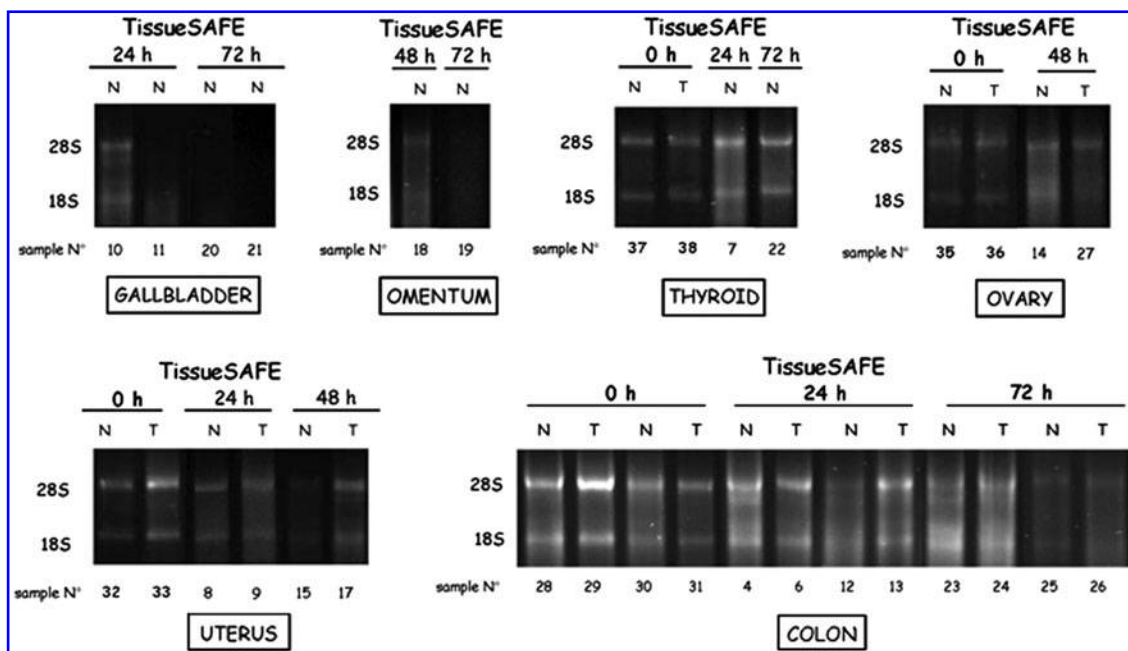 TissueSAFE
24 h 72 h
N N N N
28S
18S
sample N° 10 11 20 21
GALLBLADDER
TissueSAFE
48 h 72 h
N N
28S
18S
sample N° 18 19
OMENTUM
TissueSAFE
0 h 24 h 72 h
N T N N
28S
18S
sample N° 37 38 7 22
THYROID
TissueSAFE
0 h 48 h
N T N T
28S
18S
sample N° 35 36 14 27
OVARY
TissueSAFE
0 h 24 h 48 h
N T N T N T
28S
18S
sample N° 32 33 8 9 15 17
UTERUS
TissueSAFE
0 h 24 h 72 h
N T N T N T N T N T N T
28S
18S
sample N° 28 29 30 31 4 6 12 13 23 24 25 26
COLON